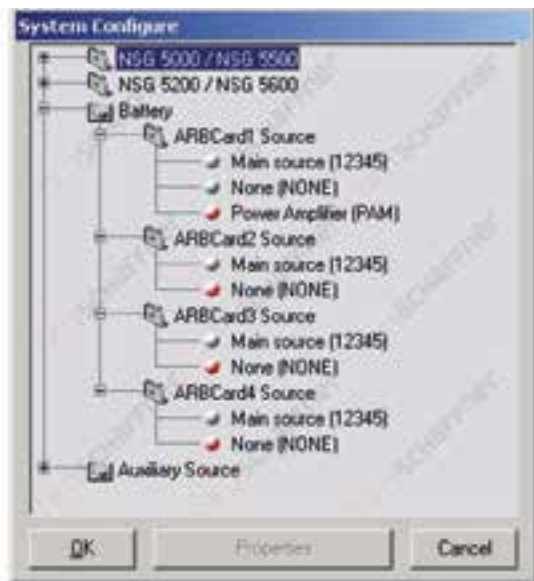 System Configure
NSG 5000 / NSG 5500
NSG 5200 / NSG 5600
Battery
ARBCard1 Source
Main source (12345)
None (NONE)
Power Amplifier (PAM)
ARBCard2 Source
Main source (12345)
None (NONE)
ARBCard3 Source
Main source (12345)
None (NONE)
ARBCard4 Source
Main source (12345)
None (NONE)
Auxiliary Source
OK
Properties
Cancel